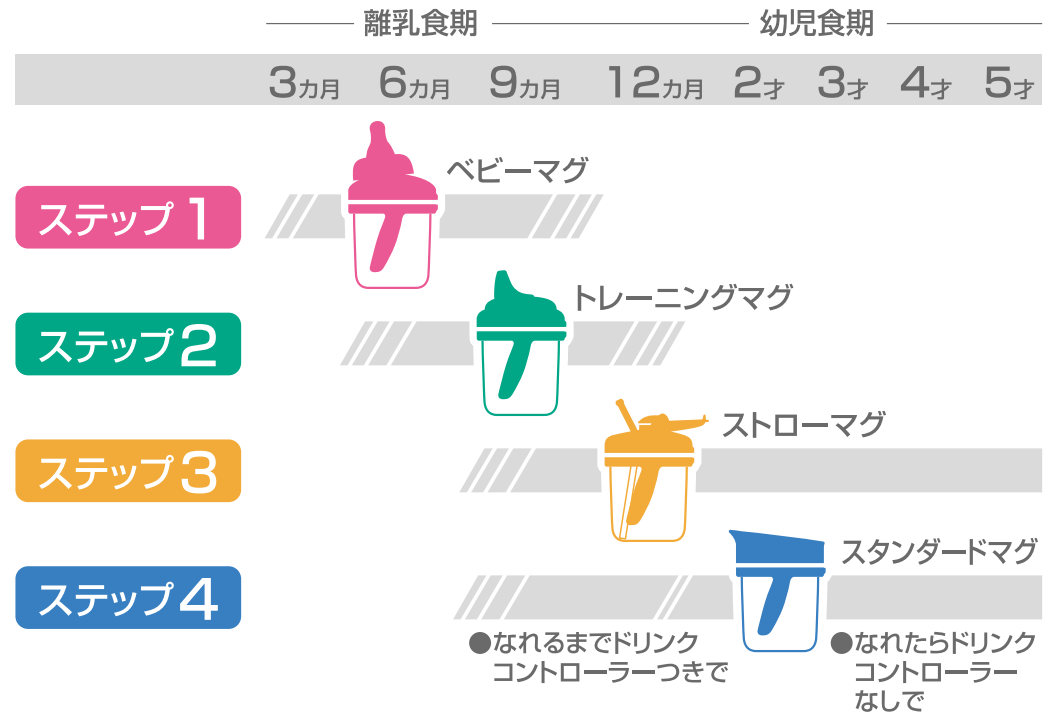 離乳食期 幼児食期
3カ月 6カ月 9カ月 12カ月 2才 3才 4才 5才
ベビーマグ
ステップ1
トレーニングマグ
ステップ2
ストローマグ
ステップ3
スタンダードマグ
ステップ4
●なれるまでドリンク
コントローラーつきで
●なれたらドリンク
コントローラー
なしで